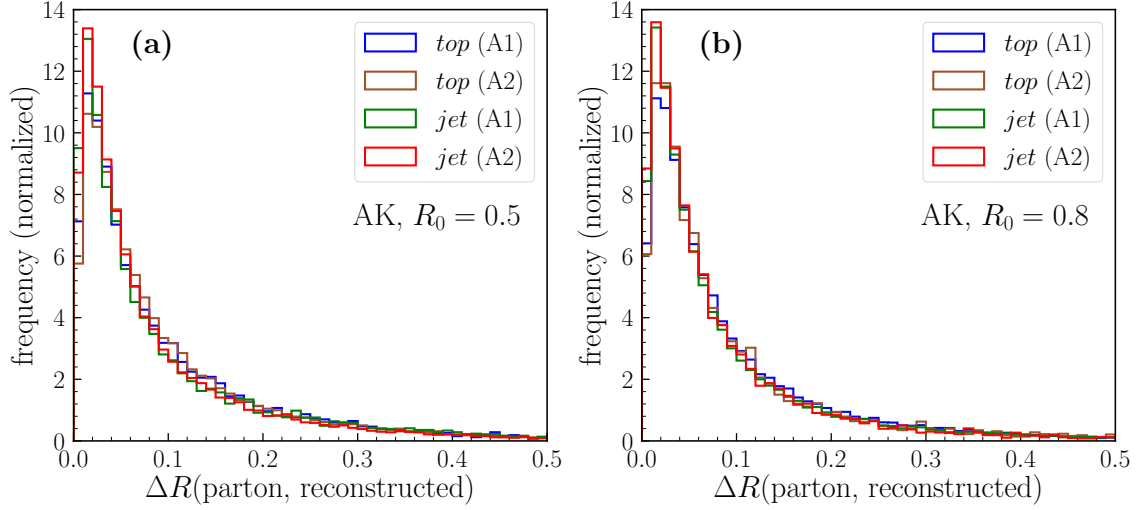 frequency (normalized)
14
12
10
8
6
4
2
0
(a)
top (A1)
top (A2)
jet (A1)
jet (A2)
AK, R₀ = 0.5
0.0 0.1 0.2 0.3 0.4 0.5
ΔR(parton, reconstructed)
frequency (normalized)
14
12
10
8
6
4
2
0
(b)
top (A1)
top (A2)
jet (A1)
jet (A2)
AK, R₀ = 0.8
0.0 0.1 0.2 0.3 0.4 0.5
ΔR(parton, reconstructed)